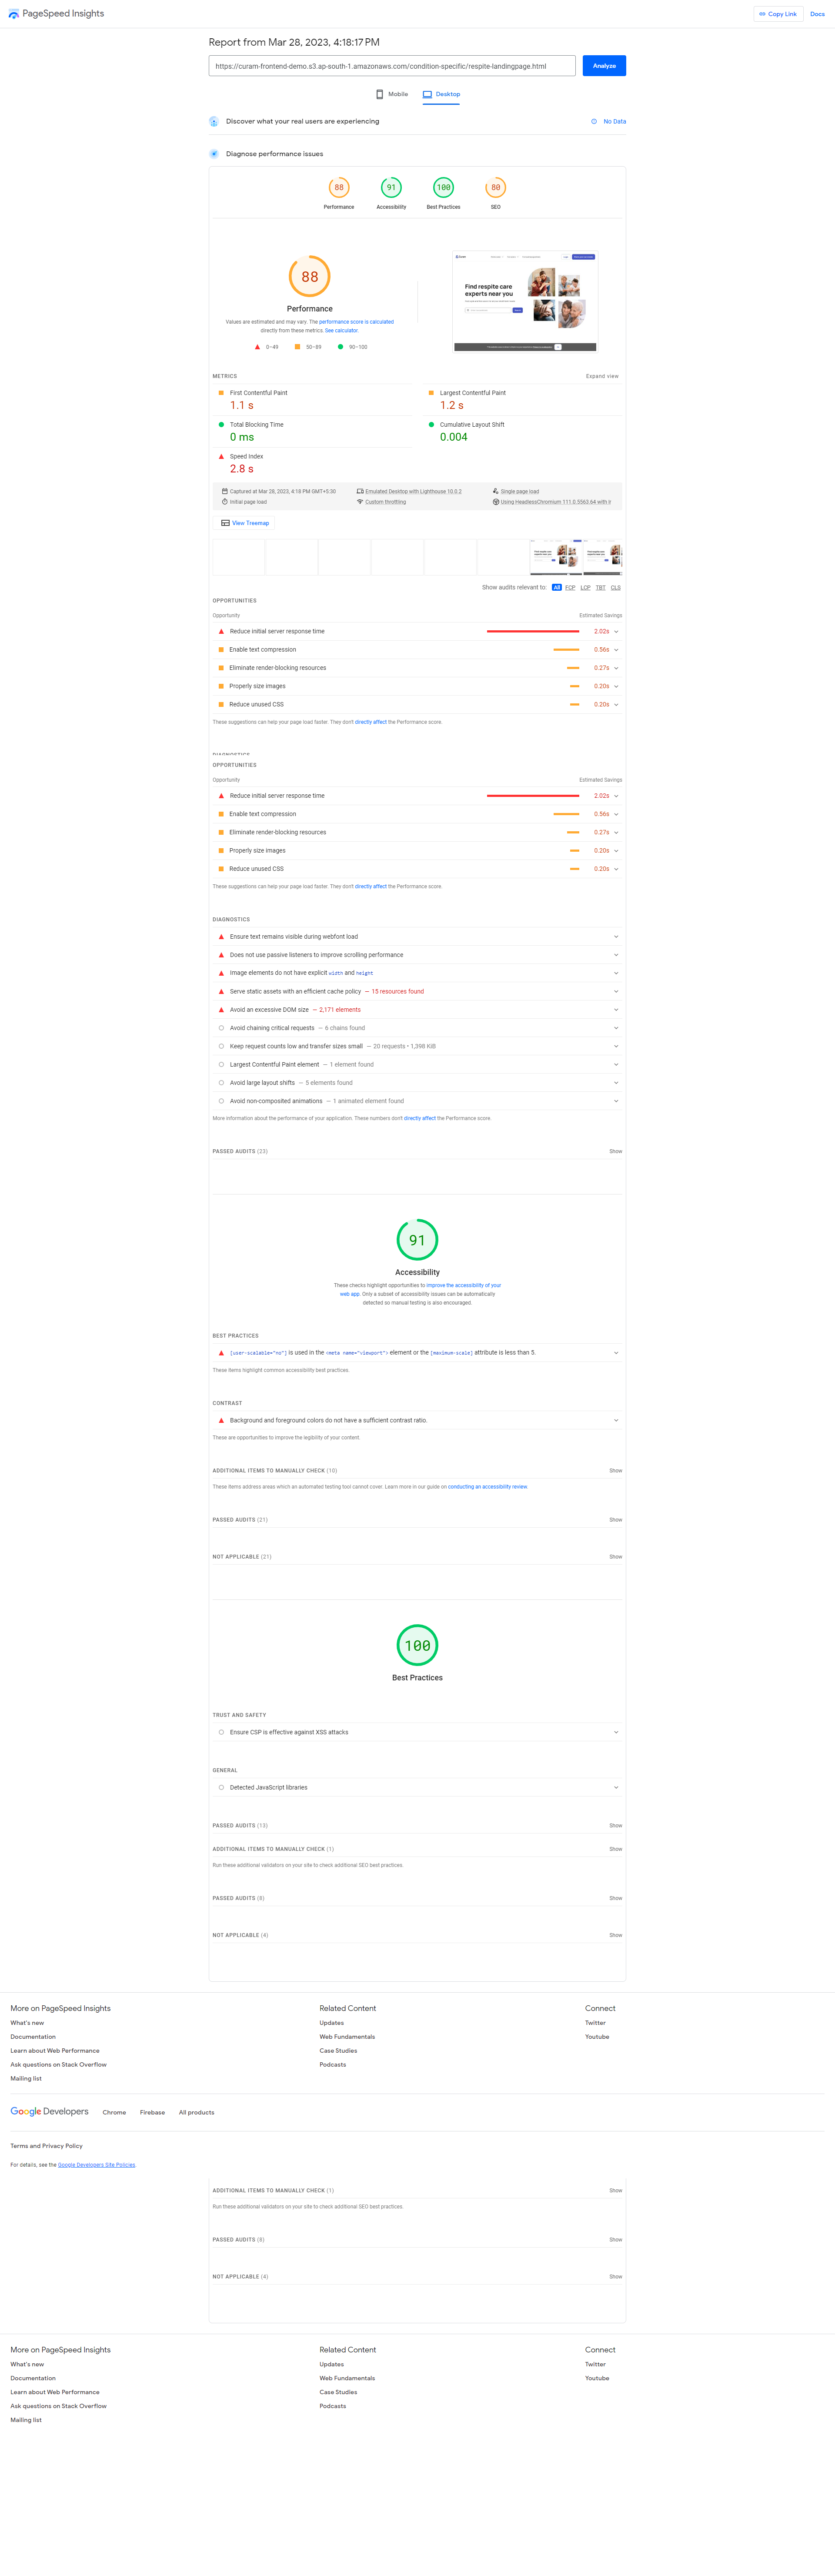 PageSpeed Insights
Copy Link
Docs
Report from Mar 28, 2023, 4:18:17 PM
https://curam-frontend-demo.s3.ap-south-1.amazonaws.com/condition-specific/respite-landingpage.html
Analyze
Mobile
Desktop
Discover what your real users are experiencing
No Data
Diagnose performance issues
88
91
100
80
Performance
Accessibility
Best Practices
SEO
88
Performance
Values are estimated and may vary. The performance score is calculated
directly from these metrics. See calculator.
0–49
50–89
90–100
Find respite care
experts near you
METRICS
Expand view
First Contentful Paint
1.1 s
Largest Contentful Paint
1.2 s
Total Blocking Time
0 ms
Cumulative Layout Shift
0.004
Speed Index
2.8 s
Captured at Mar 28, 2023, 4:18 PM GMT+5:30
Emulated Desktop with Lighthouse 10.0.2
Single page load
Initial page load
Custom throttling
Using HeadlessChromium 111.0.5563.64 with lr
View Treemap
Show audits relevant to:
All
FCP
LCP
TBT
CLS
OPPORTUNITIES
Opportunity
Estimated Savings
Reduce initial server response time
2.02s
Enable text compression
0.56s
Eliminate render-blocking resources
0.27s
Properly size images
0.20s
Reduce unused CSS
0.20s
These suggestions can help your page load faster. They don't directly affect the Performance score.
DIAGNOSTICS
OPPORTUNITIES
Opportunity
Estimated Savings
Reduce initial server response time
2.02s
Enable text compression
0.56s
Eliminate render-blocking resources
0.27s
Properly size images
0.20s
Reduce unused CSS
0.20s
These suggestions can help your page load faster. They don't directly affect the Performance score.
DIAGNOSTICS
Ensure text remains visible during webfont load
Does not use passive listeners to improve scrolling performance
Image elements do not have explicit width and height
Serve static assets with an efficient cache policy — 15 resources found
Avoid an excessive DOM size — 2,171 elements
Avoid chaining critical requests — 6 chains found
Keep request counts low and transfer sizes small — 20 requests • 1,398 KiB
Largest Contentful Paint element — 1 element found
Avoid large layout shifts — 5 elements found
Avoid non-composited animations — 1 animated element found
More information about the performance of your application. These numbers don't directly affect the Performance score.
PASSED AUDITS (23)
Show
91
Accessibility
These checks highlight opportunities to improve the accessibility of your
web app. Only a subset of accessibility issues can be automatically
detected so manual testing is also encouraged.
BEST PRACTICES
[user-scalable="no"] is used in the <meta name="viewport"> element or the [maximum-scale] attribute is less than 5.
These items highlight common accessibility best practices.
CONTRAST
Background and foreground colors do not have a sufficient contrast ratio.
These are opportunities to improve the legibility of your content.
ADDITIONAL ITEMS TO MANUALLY CHECK (10)
Show
These items address areas which an automated testing tool cannot cover. Learn more in our guide on conducting an accessibility review.
PASSED AUDITS (21)
Show
NOT APPLICABLE (21)
Show
100
Best Practices
TRUST AND SAFETY
Ensure CSP is effective against XSS attacks
GENERAL
Detected JavaScript libraries
PASSED AUDITS (13)
Show
ADDITIONAL ITEMS TO MANUALLY CHECK (1)
Show
Run these additional validators on your site to check additional SEO best practices.
PASSED AUDITS (8)
Show
NOT APPLICABLE (4)
Show
More on PageSpeed Insights
Related Content
Connect
What's new
Updates
Twitter
Documentation
Web Fundamentals
Youtube
Learn about Web Performance
Case Studies
Ask questions on Stack Overflow
Podcasts
Mailing list
Google Developers
Chrome
Firebase
All products
Terms and Privacy Policy
For details, see the Google Developers Site Policies.
ADDITIONAL ITEMS TO MANUALLY CHECK (1)
Show
Run these additional validators on your site to check additional SEO best practices.
PASSED AUDITS (8)
Show
NOT APPLICABLE (4)
Show
More on PageSpeed Insights
Related Content
Connect
What's new
Updates
Twitter
Documentation
Web Fundamentals
Youtube
Learn about Web Performance
Case Studies
Ask questions on Stack Overflow
Podcasts
Mailing list